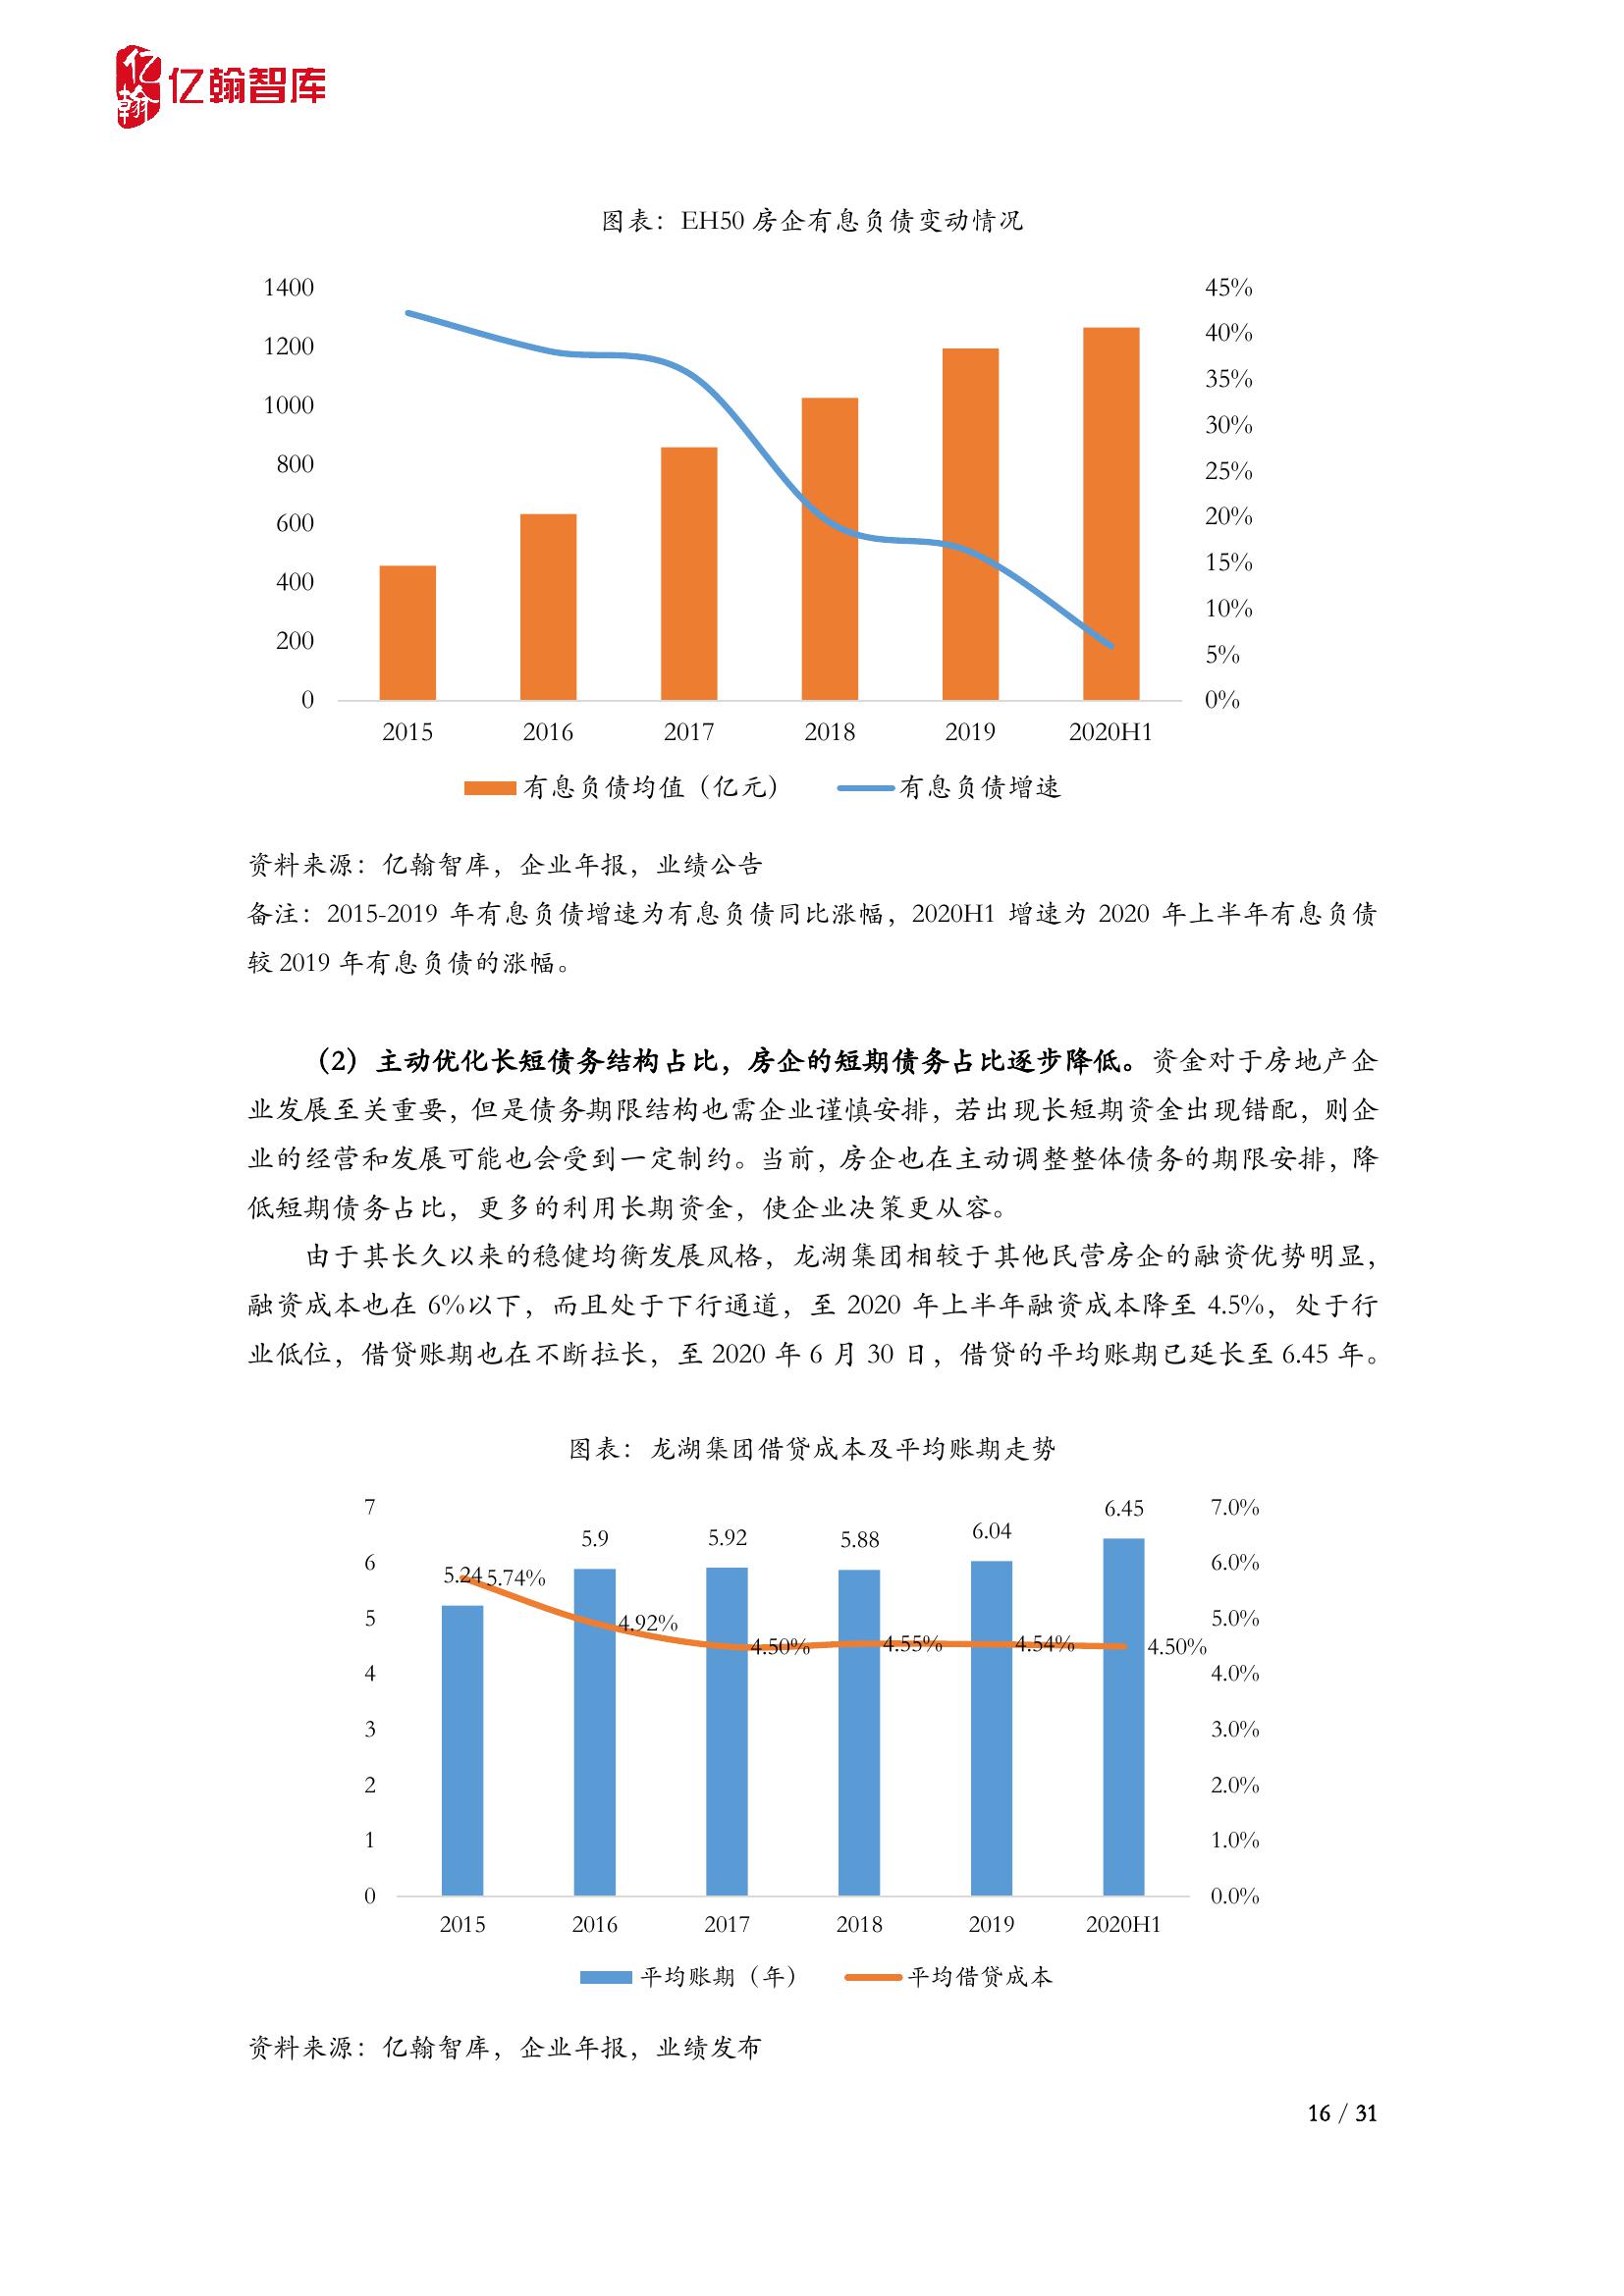 亿翰
亿翰智库
图表：EH50 房企有息负债变动情况
1400
1200
1000
800
600
400
200
0
45%
40%
35%
30%
25%
20%
15%
10%
5%
0%
2015 2016 2017 2018 2019 2020H1
有息负债均值（亿元） 有息负债增速
资料来源：亿翰智库，企业年报，业绩公告
备注：2015-2019 年有息负债增速为有息负债同比涨幅，2020H1 增速为 2020 年上半年有息负债
较 2019 年有息负债的涨幅。
（2）主动优化长短债务结构占比，房企的短期债务占比逐步降低。资金对于房地产企
业发展至关重要，但是债务期限结构也需企业谨慎安排，若出现长短期资金出现错配，则企
业的经营和发展可能也会受到一定制约。当前，房企也在主动调整整体债务的期限安排，降
低短期债务占比，更多的利用长期资金，使企业决策更从容。
由于其长久以来的稳健均衡发展风格，龙湖集团相较于其他民营房企的融资优势明显，
融资成本也在 6%以下，而且处于下行通道，至 2020 年上半年融资成本降至 4.5%，处于行
业低位，借贷账期也在不断拉长，至 2020 年 6 月 30 日，借贷的平均账期已延长至 6.45 年。
图表：龙湖集团借贷成本及平均账期走势
7
6
5
4
3
2
1
0
5.24 5.9 5.92 5.88 6.04 6.45
5.74% 4.92% 4.50% 4.55% 4.54% 4.50%
7.0%
6.0%
5.0%
4.0%
3.0%
2.0%
1.0%
0.0%
2015 2016 2017 2018 2019 2020H1
平均账期（年） 平均借贷成本
资料来源：亿翰智库，企业年报，业绩发布
16 / 31